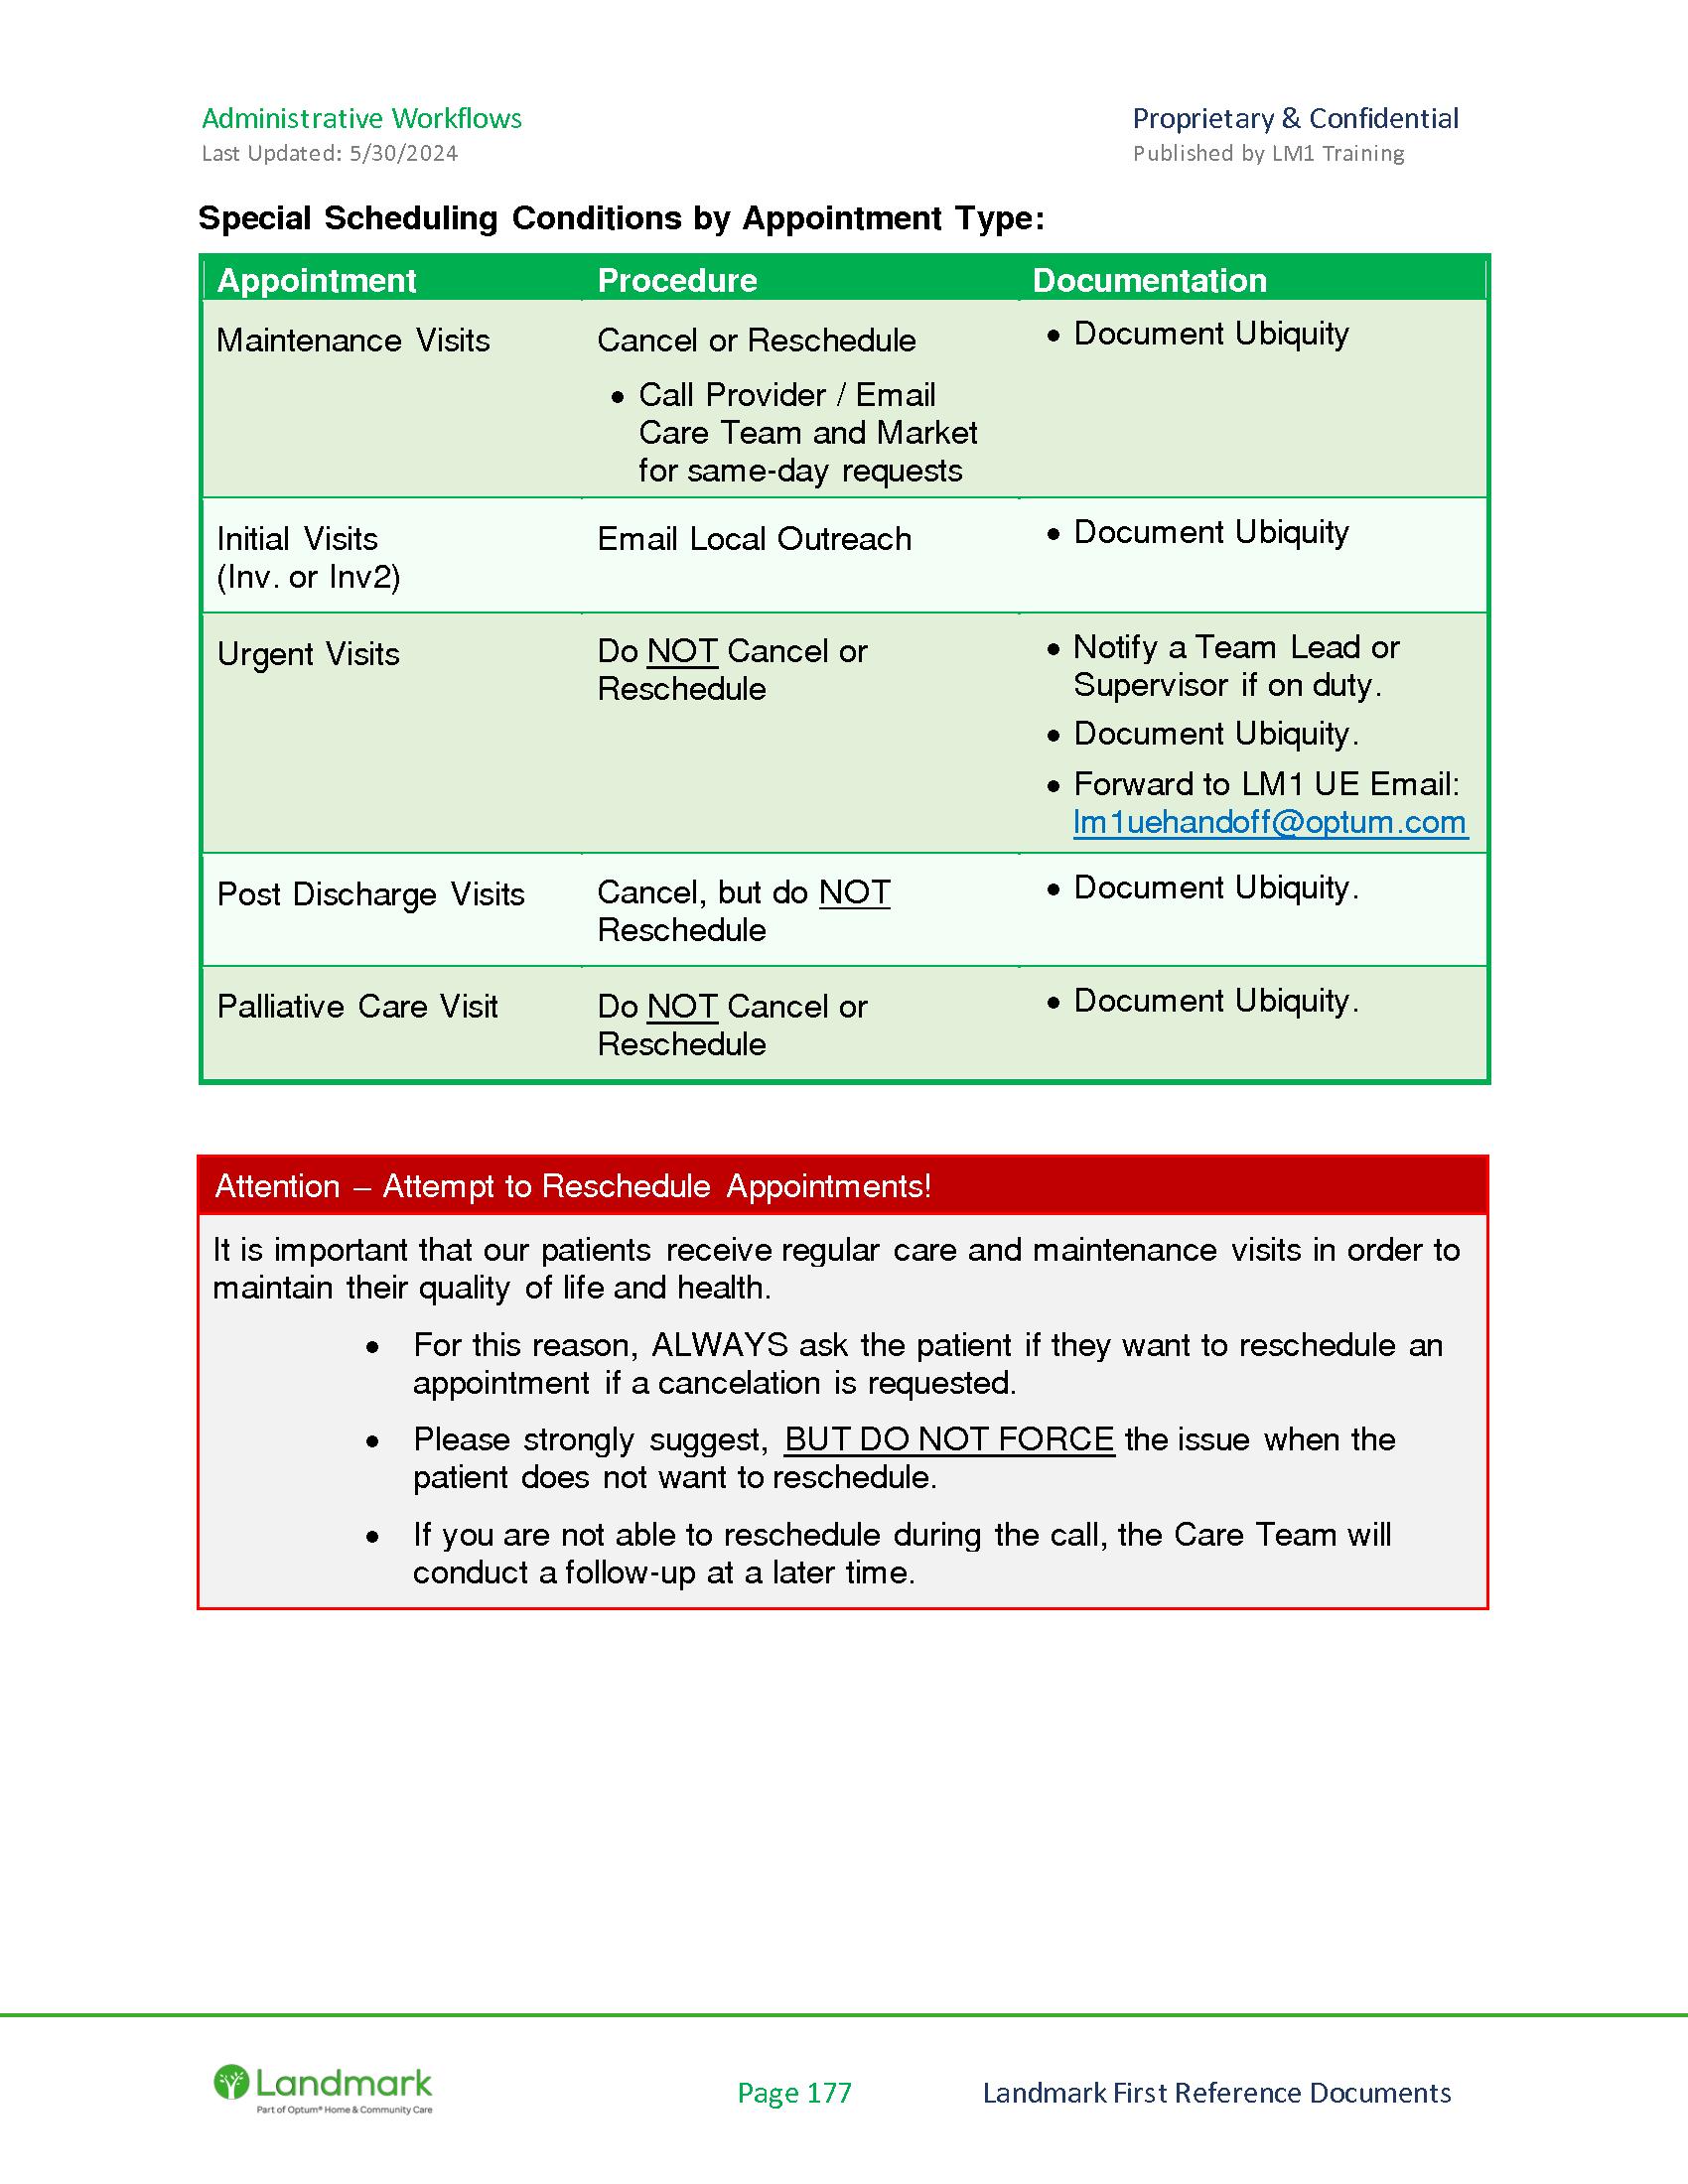 Administrative Workflows
Proprietary & Confidential
Last Updated: 5/30/2024
Published by LM1 Training
Special Scheduling Conditions by Appointment Type:
Appointment
Procedure
Documentation
Maintenance Visits
Cancel or Reschedule
• Call Provider / Email
Care Team and Market
for same-day requests
• Document Ubiquity
Initial Visits
(Inv. or Inv2)
Email Local Outreach
• Document Ubiquity
Urgent Visits
Do NOT Cancel or
Reschedule
• Notify a Team Lead or
Supervisor if on duty.
• Document Ubiquity.
• Forward to LM1 UE Email:
lm1uehandoff@optum.com
Post Discharge Visits
Cancel, but do NOT
Reschedule
• Document Ubiquity.
Palliative Care Visit
Do NOT Cancel or
Reschedule
• Document Ubiquity.
Attention – Attempt to Reschedule Appointments!
It is important that our patients receive regular care and maintenance visits in order to
maintain their quality of life and health.
• For this reason, ALWAYS ask the patient if they want to reschedule an
appointment if a cancelation is requested.
• Please strongly suggest, BUT DO NOT FORCE the issue when the
patient does not want to reschedule.
• If you are not able to reschedule during the call, the Care Team will
conduct a follow-up at a later time.
Landmark
Part of Optum® Home & Community Care
Page 177
Landmark First Reference Documents